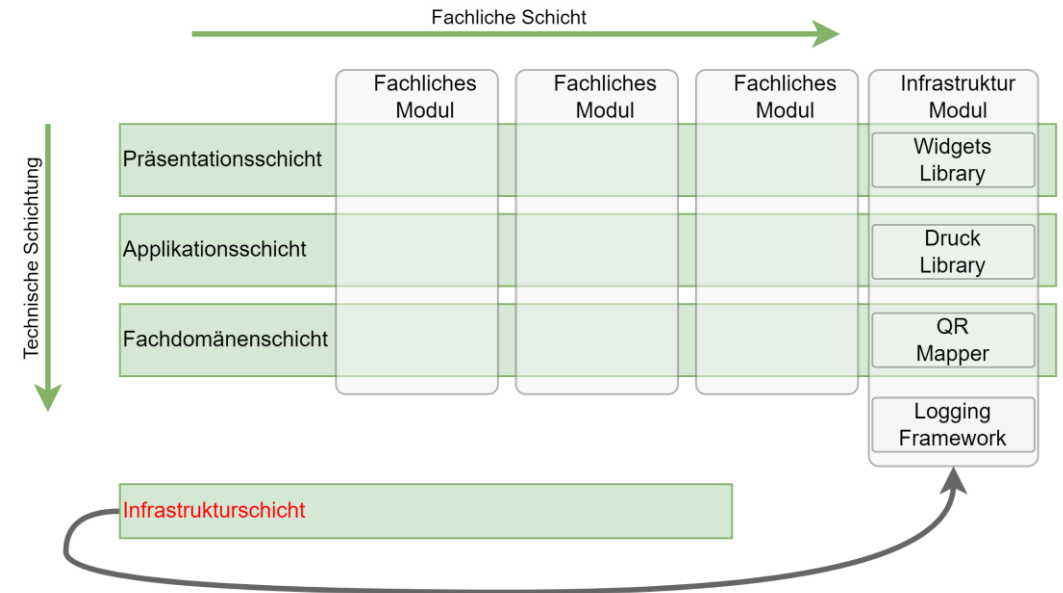 Fachliche Schicht
Technische Schichtung
Fachliches
Modul
Fachliches
Modul
Fachliches
Modul
Infrastruktur
Modul
Präsentationsschicht
Widgets
Library
Applikationsschicht
Druck
Library
Fachdomänenschicht
QR
Mapper
Logging
Framework
Infrastrukturschicht